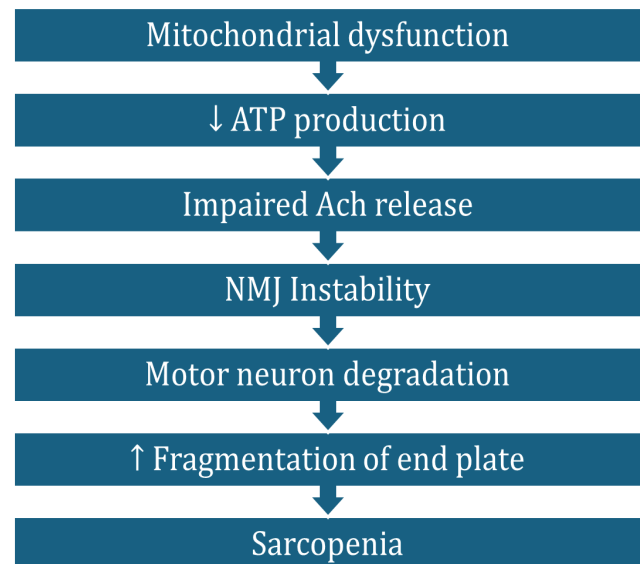 Mitochondrial dysfunction
↓ ATP production
Impaired Ach release
NMJ Instability
Motor neuron degradation
↑ Fragmentation of end plate
Sarcopenia